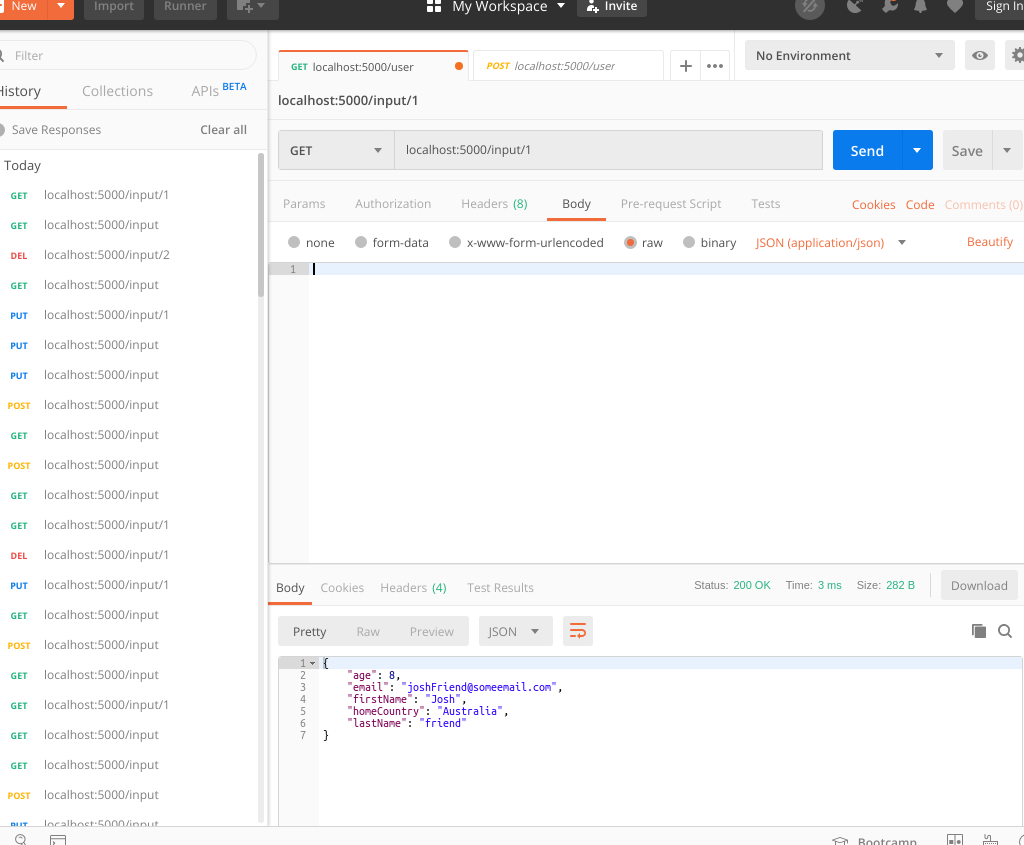 New Import Runner My Workspace Invite Sign In
Filter
History Collections APIs BETA
Save Responses Clear all
Today
GET localhost:5000/input/1
GET localhost:5000/input
DEL localhost:5000/input/2
GET localhost:5000/input
PUT localhost:5000/input/1
PUT localhost:5000/input
PUT localhost:5000/input
POST localhost:5000/input
GET localhost:5000/input
POST localhost:5000/input
GET localhost:5000/input
GET localhost:5000/input/1
DEL localhost:5000/input/1
PUT localhost:5000/input/1
GET localhost:5000/input
POST localhost:5000/input
GET localhost:5000/input
GET localhost:5000/input/1
GET localhost:5000/input
GET localhost:5000/input
POST localhost:5000/input
PUT localhost:5000/input
GET localhost:5000/user POST localhost:5000/user No Environment
localhost:5000/input/1
GET localhost:5000/input/1 Send Save
Params Authorization Headers (8) Body Pre-request Script Tests Cookies Code Comments (0)
none form-data x-www-form-urlencoded raw binary JSON (application/json) Beautify
1
Body Cookies Headers (4) Test Results Status: 200 OK Time: 3 ms Size: 282 B Download
Pretty Raw Preview JSON
1 {
2 "age": 8,
3 "email": "joshFriend@someemail.com",
4 "firstName": "Josh",
5 "homeCountry": "Australia",
6 "lastName": "friend"
7 }
Bootcamp